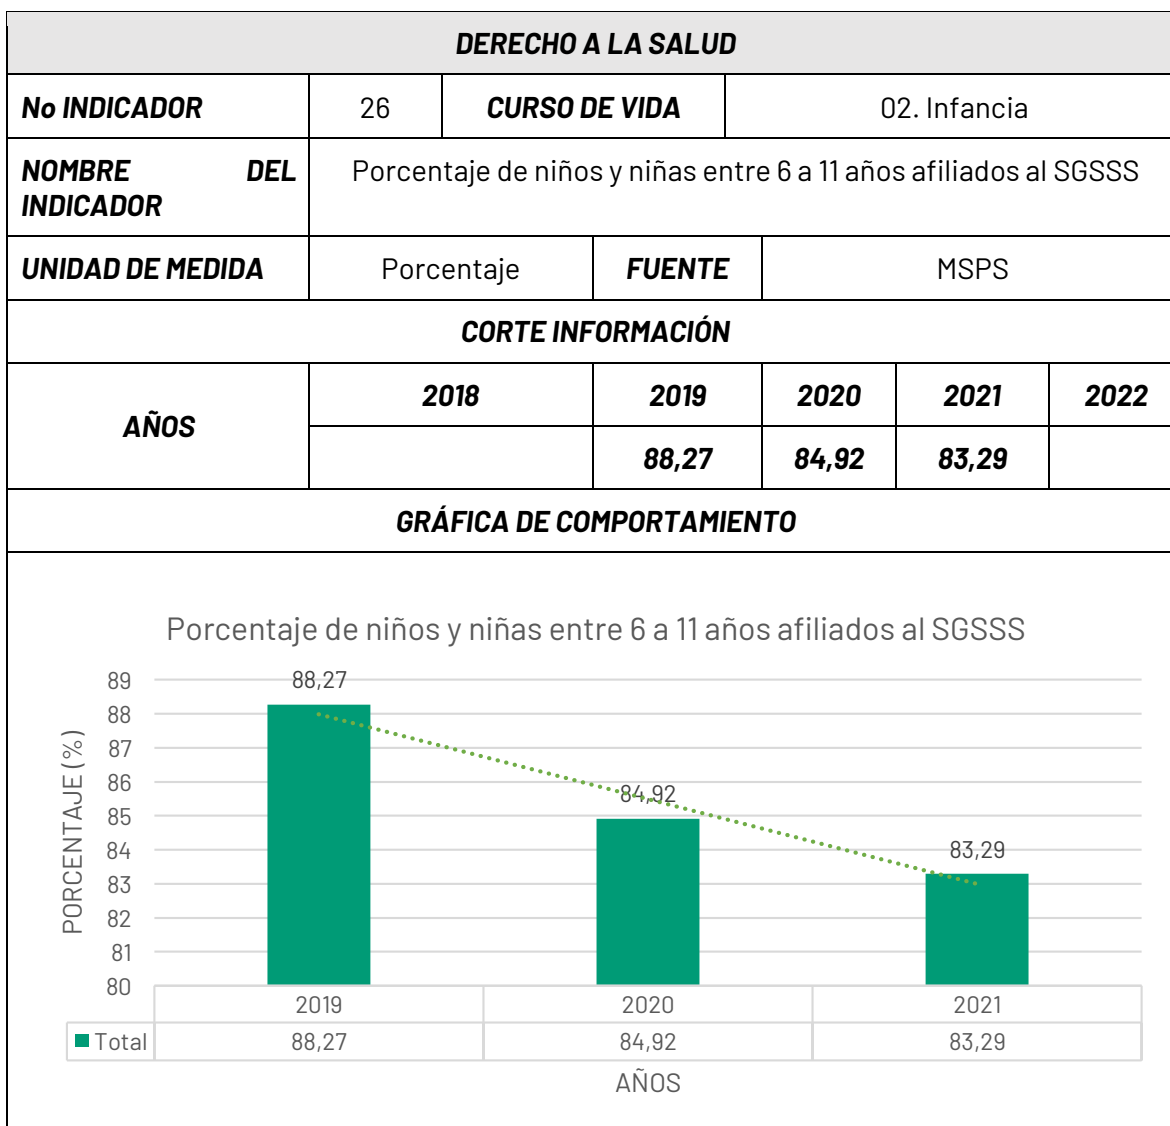 DERECHO A LA SALUD
No INDICADOR 26 CURSO DE VIDA 02. Infancia
NOMBRE DEL INDICADOR
Porcentaje de niños y niñas entre 6 a 11 años afiliados al SGSSS
UNIDAD DE MEDIDA Porcentaje FUENTE MSPS
CORTE INFORMACIÓN
AÑOS
2018 2019 2020 2021 2022
88,27 84,92 83,29
GRÁFICA DE COMPORTAMIENTO
Porcentaje de niños y niñas entre 6 a 11 años afiliados al SGSSS
PORCENTAJE (%)
89
88
87
86
85
84
83
82
81
80
88,27
84,92
83,29
2019 2020 2021
Total 88,27 84,92 83,29
AÑOS